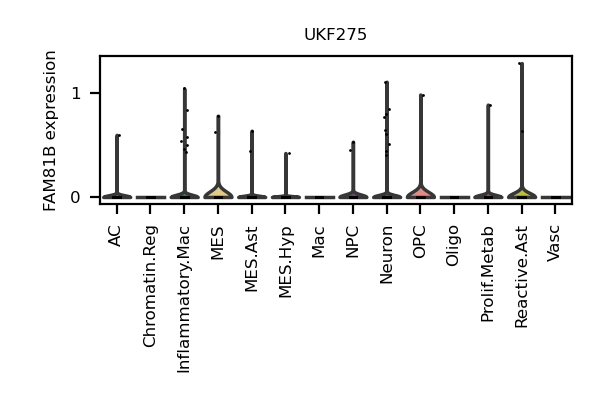 UKF275
FAM81B expression
1
0
AC
Chromatin.Reg
Inflammatory.Mac
MES
MES.Ast
MES.Hyp
Mac
NPC
Neuron
OPC
Oligo
Prolif.Metab
Reactive.Ast
Vasc